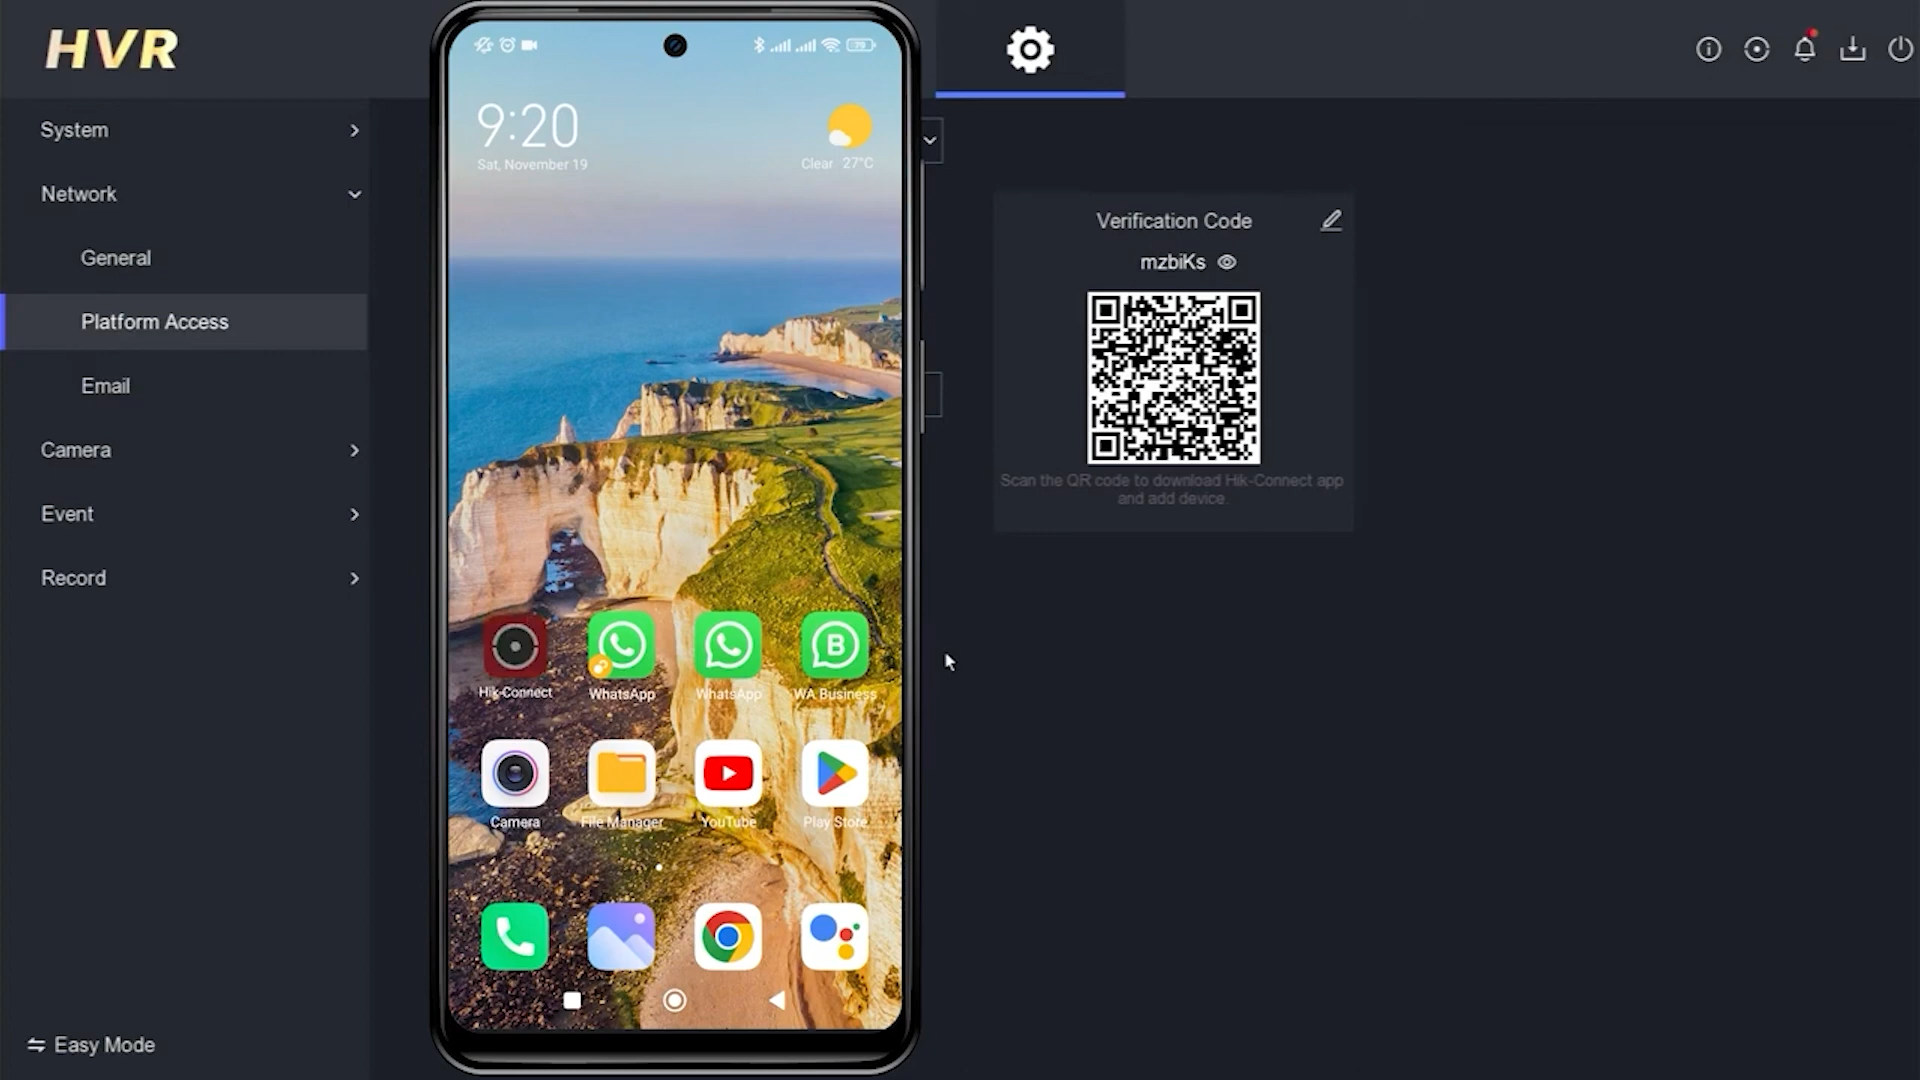 HVR
System
Network
General
Platform Access
Email
Camera
Event
Record
Easy Mode
79
9:20
Sat, November 19
Clear 27°C
Hik-Connect
WhatsApp
WhatsApp
WA Business
B
Camera
File Manager
YouTube
Play Store
Verification Code
mzbiKs
Scan the QR code to download Hik-Connect app
and add device.